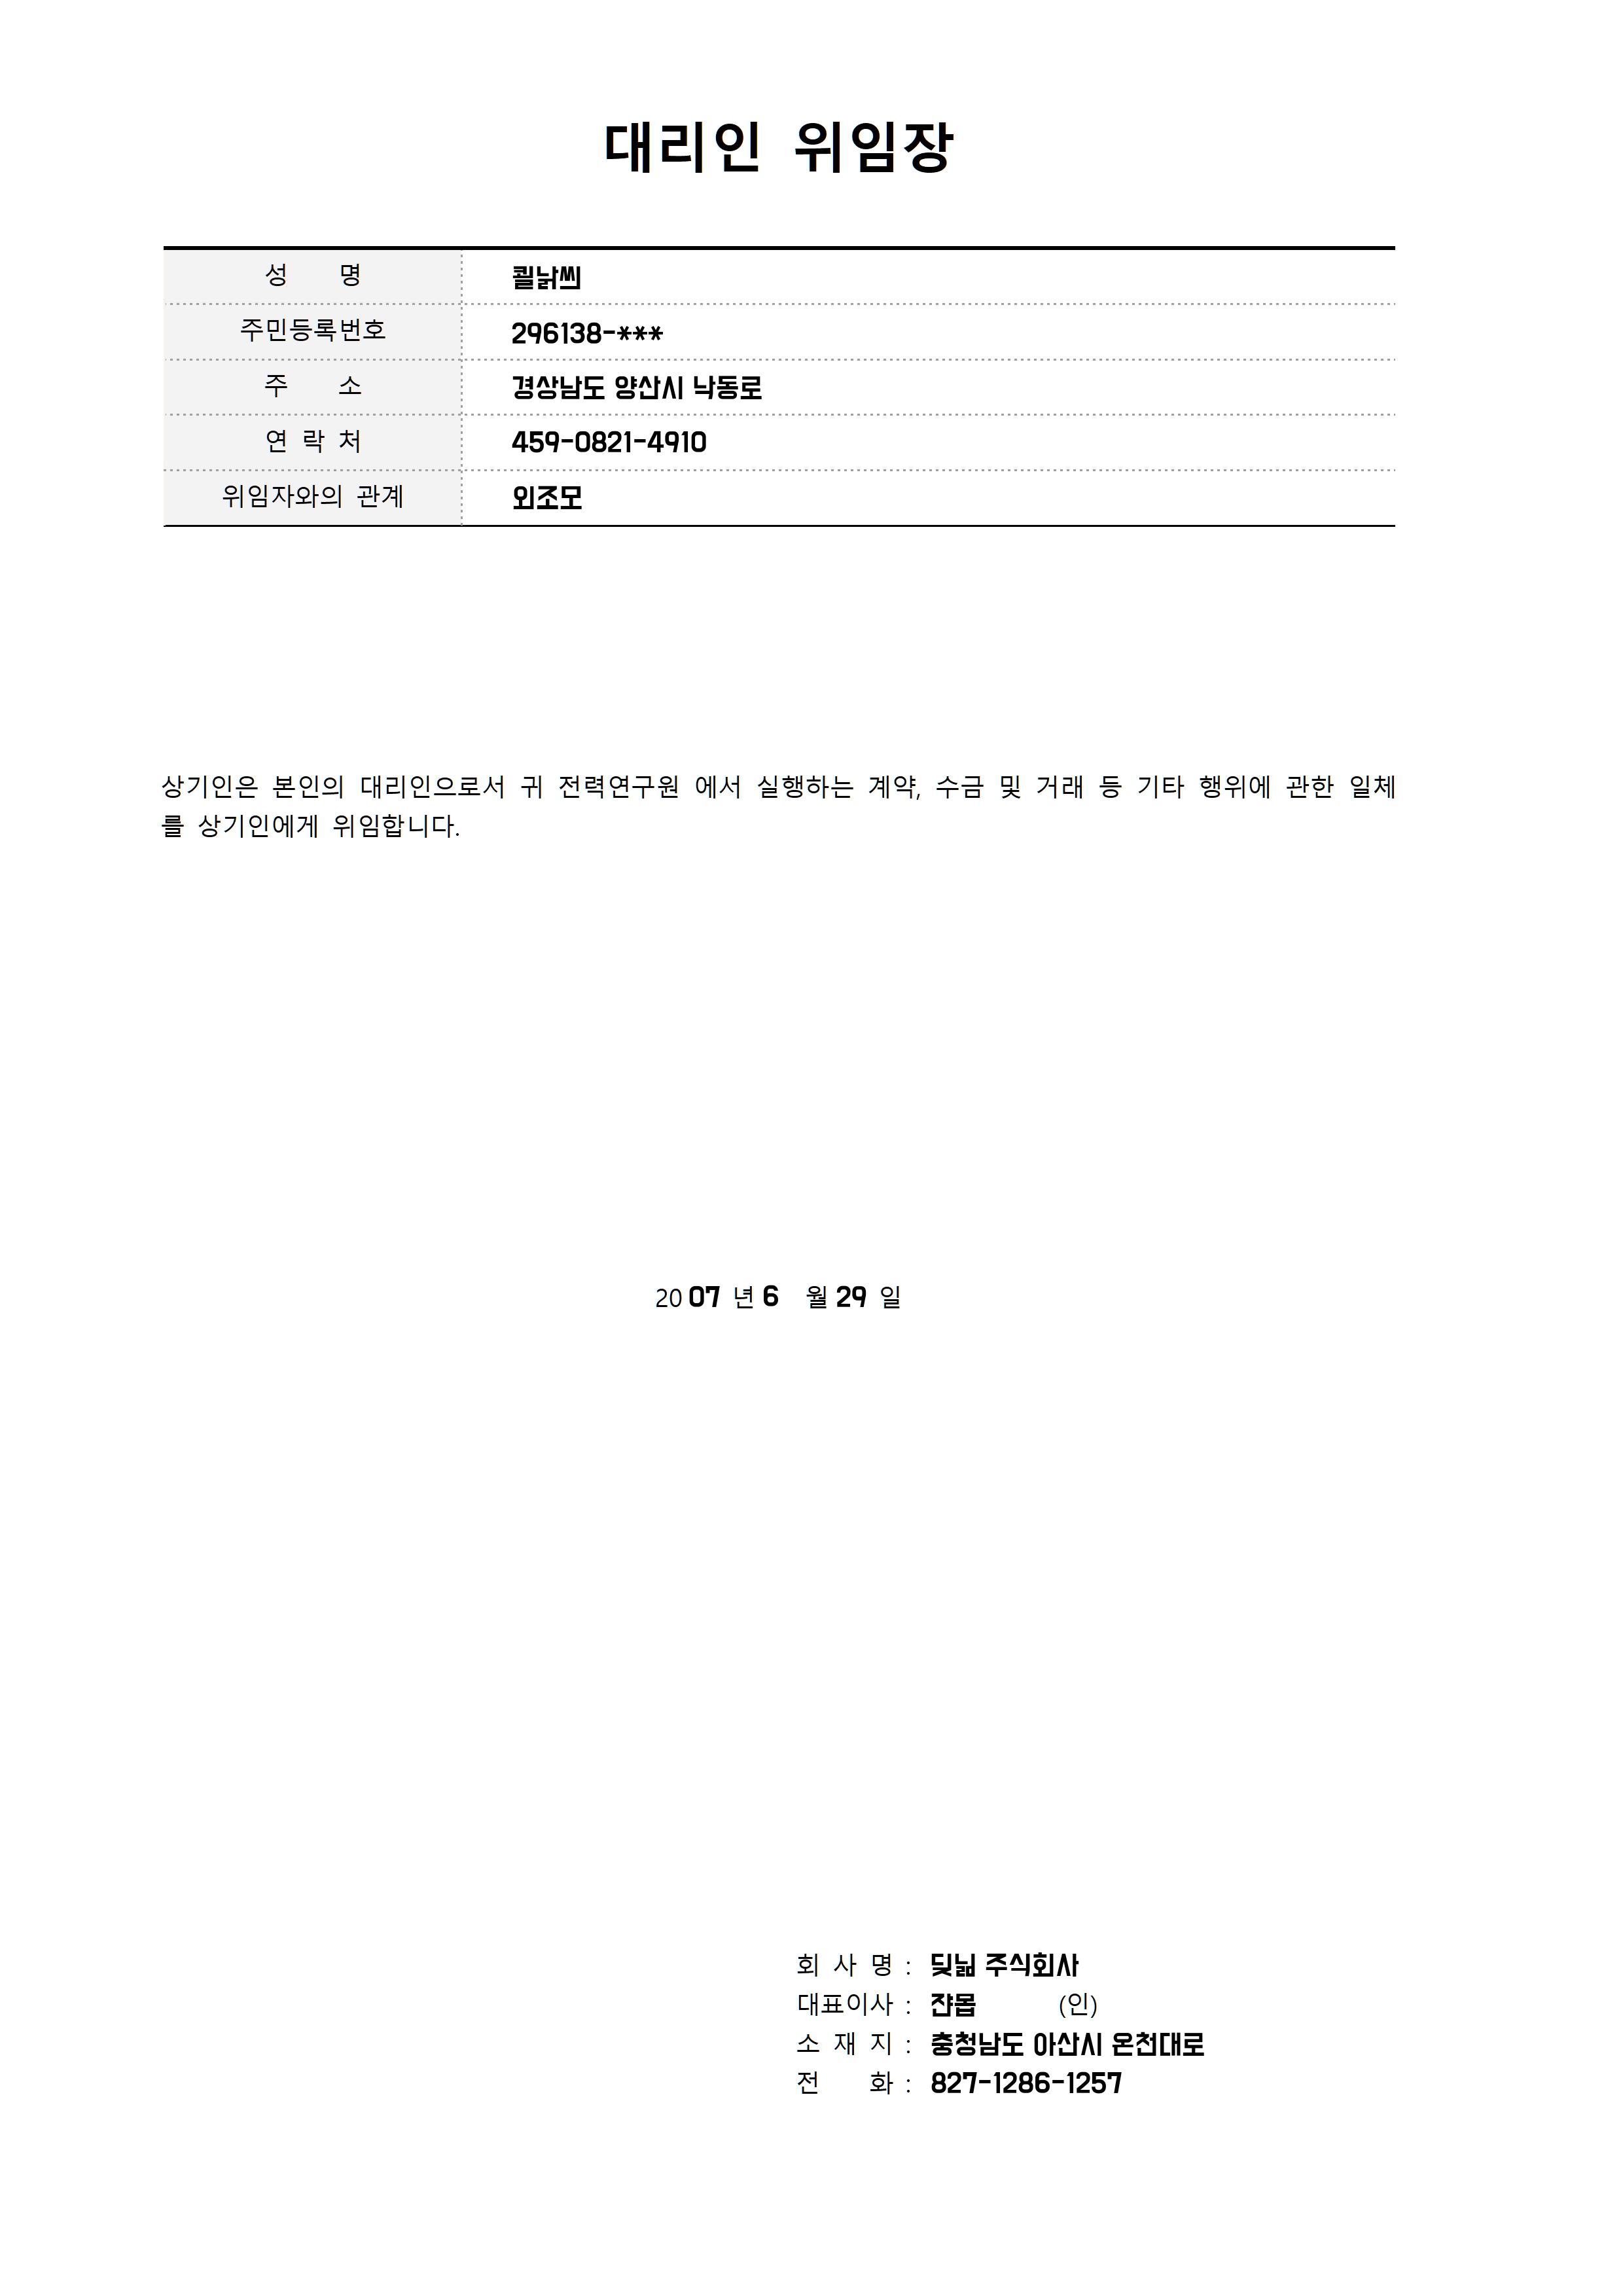 대리인 위임장
성 명 쾰낡씌
주민등록번호 296138-***
주 소 경상남도 양산시 낙동로
연 락 처 459-0821-4910
위임자와의 관계 외조모
상기인은 본인의 대리인으로서 귀 전력연구원 에서 실행하는 계약, 수금 및 거래 등 기타 행위에 관한 일체
를 상기인에게 위임합니다.
20 07 년 6 월 29 일
회 사 명 : 주식회사
대표이사 : (인)
소 재 지 : 충청남도 아산시 온천대로
전 화 : 827-1286-1257